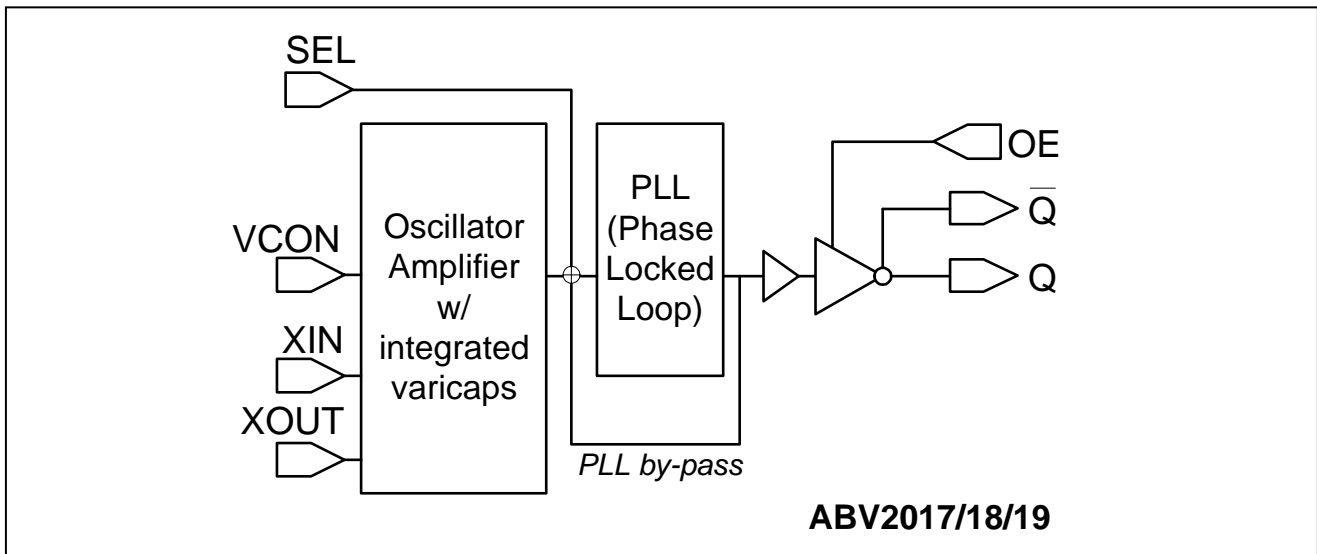 SEL
OE
PLL
(Phase
Locked
Loop)
Q̅
VCON
Oscillator
Amplifier
w/
integrated
varicaps
Q
XIN
XOUT
PLL by-pass
ABV2017/18/19